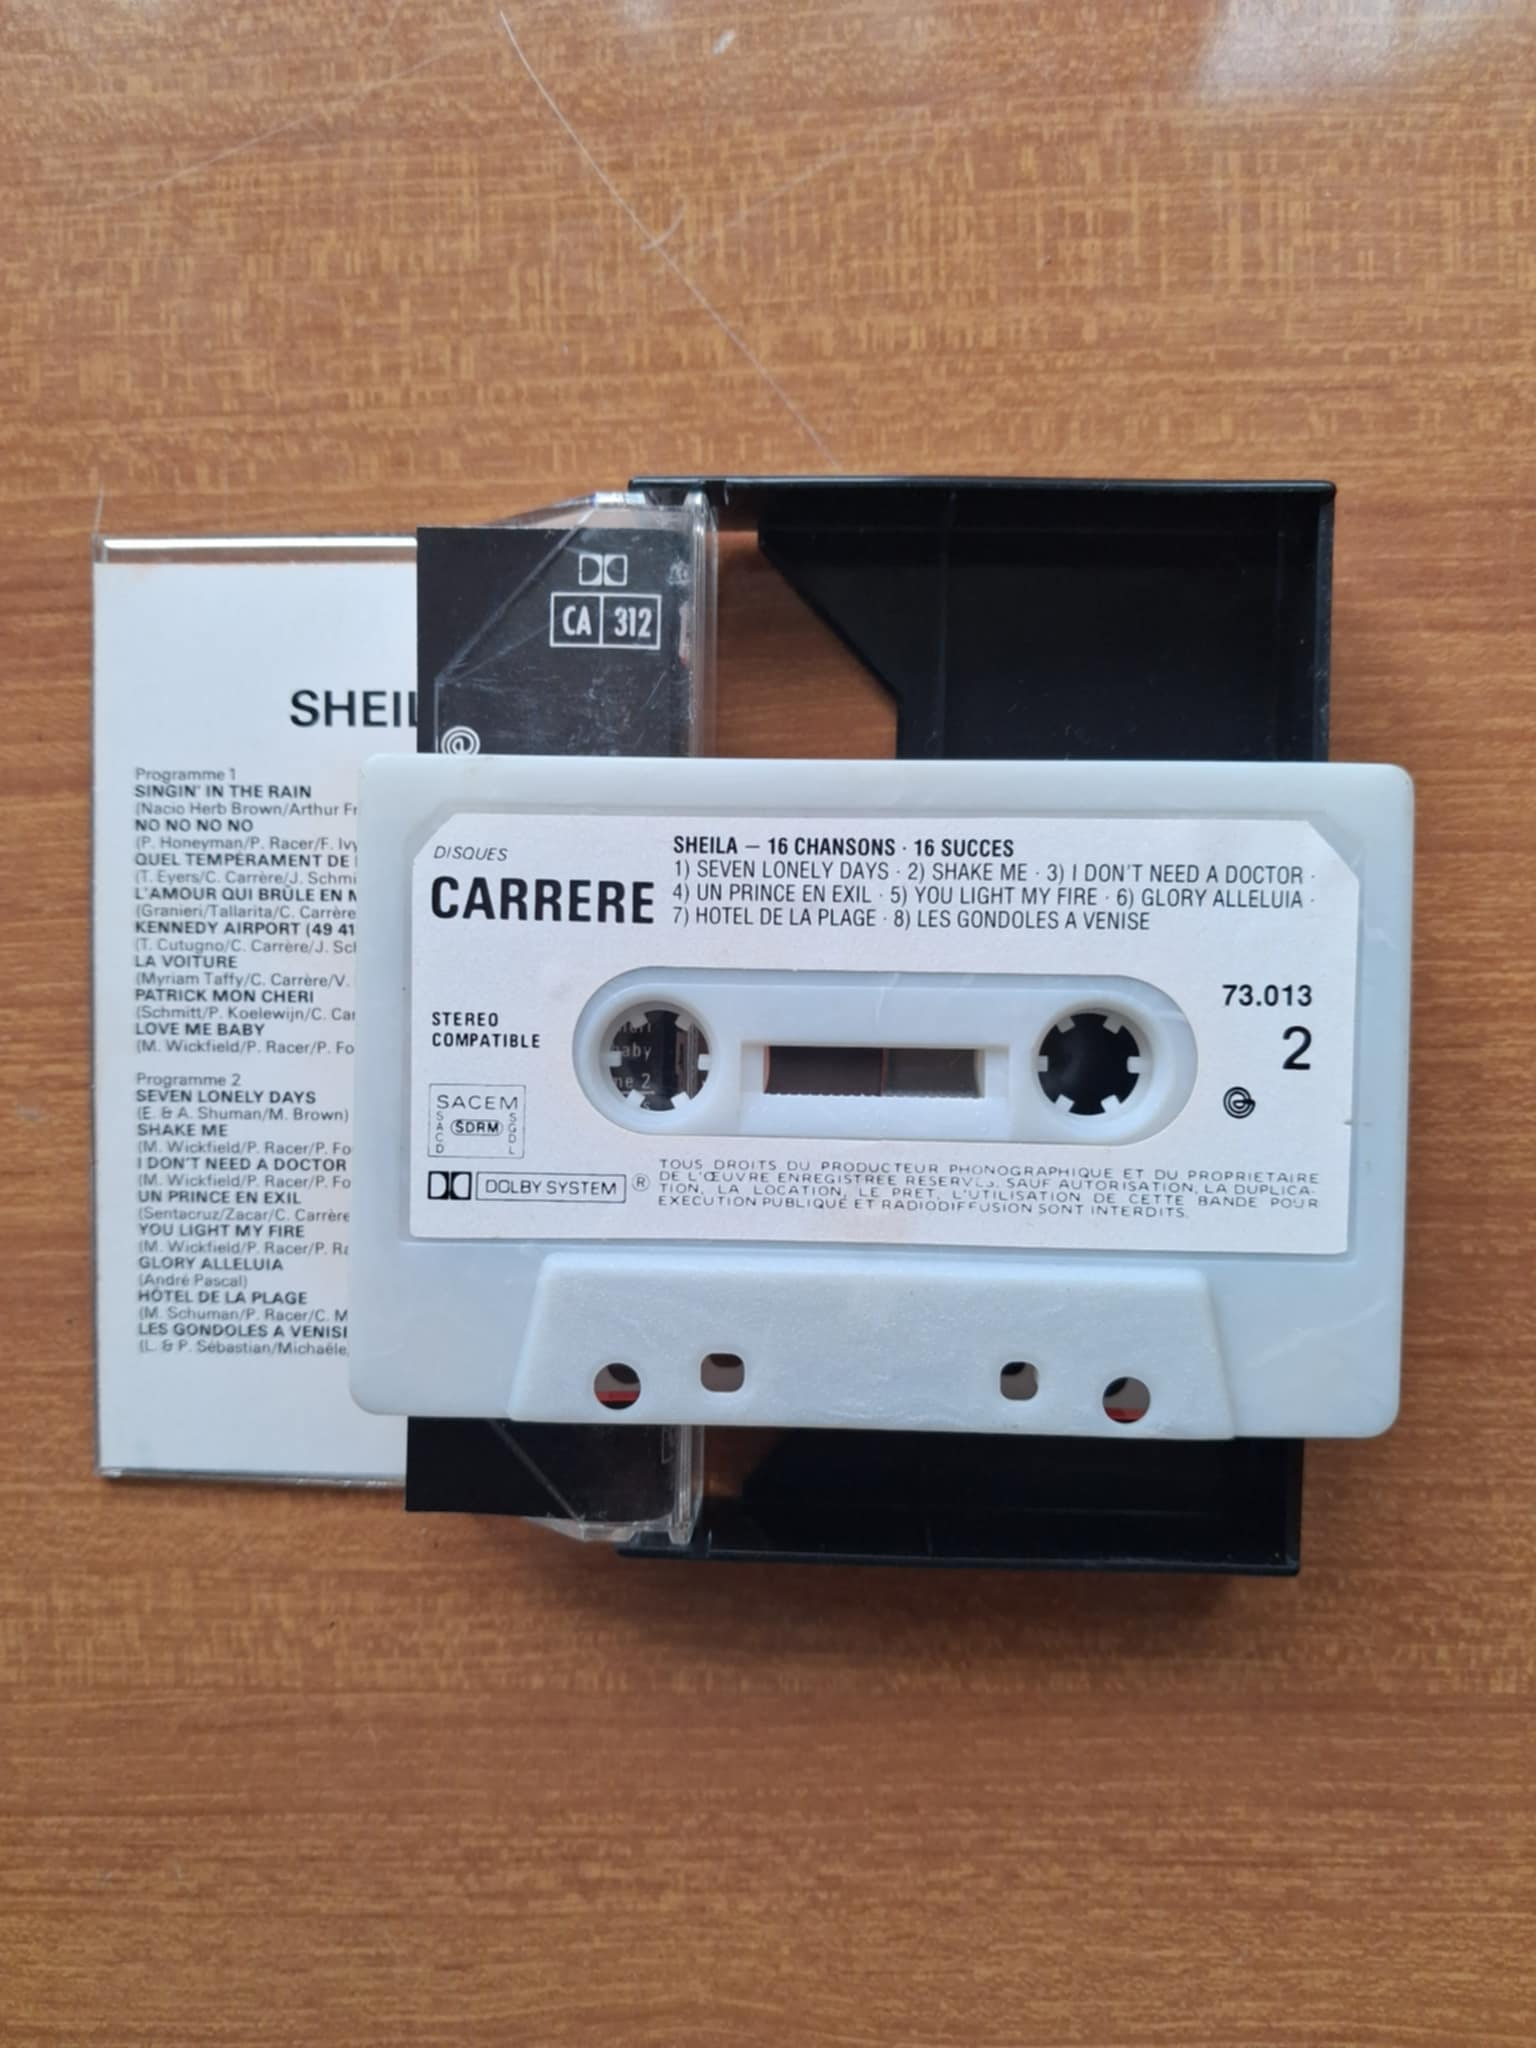 CA 312
SHEIL
Programme 1
SINGIN' IN THE RAIN
(Nacio Herb Brown/Arthur Fr
NO NO NO NO
(P. Honeyman/P. Racer/F. Ivy
QUEL TEMPÉRAMENT DE
(T. Eyers/C. Carrère/J. Schmi
L'AMOUR QUI BRÛLE EN M
(Granieri/Tallarita/C. Carrère
KENNEDY AIRPORT (49 41
(T. Cutugno/C. Carrère/J. Sch
LA VOITURE
(Myriam Taffy/C. Carrère/V.
PATRICK MON CHERI
(Schmitt/P. Koelewijn/C. Car
LOVE ME BABY
(M. Wickfield/P. Racer/P. Fo
Programme 2
SEVEN LONELY DAYS
(E. & A. Shuman/M. Brown)
SHAKE ME
(M. Wickfield/P. Racer/P. Fo
I DON'T NEED A DOCTOR
(M. Wickfield/P. Racer/P. Fo
UN PRINCE EN EXIL
(Sentacruz/Zacar/C. Carrère
YOU LIGHT MY FIRE
(M. Wickfield/P. Racer/P. Ra
GLORY ALLELUIA
(André Pascal)
HÔTEL DE LA PLAGE
(M. Schuman/P. Racer/C. M
LES GONDOLES A VENISI
(L. & P. Sébastian/Michaële,
DISQUES
CARRERE
SHEILA – 16 CHANSONS · 16 SUCCES
1) SEVEN LONELY DAYS · 2) SHAKE ME · 3) I DON'T NEED A DOCTOR ·
4) UN PRINCE EN EXIL · 5) YOU LIGHT MY FIRE · 6) GLORY ALLELUIA ·
7) HOTEL DE LA PLAGE · 8) LES GONDOLES A VENISE
STEREO
COMPATIBLE
73.013
2
aby
ne 2
SACEM
SACD
SDRM
SGDL
DOLBY SYSTEM ®
TOUS DROITS DU PRODUCTEUR PHONOGRAPHIQUE ET DU PROPRIETAIRE
DE L'ŒUVRE ENREGISTREE RESERVES. SAUF AUTORISATION, LA DUPLICA-
TION, LA LOCATION, LE PRET, L'UTILISATION DE CETTE BANDE POUR
EXECUTION PUBLIQUE ET RADIODIFFUSION SONT INTERDITS.